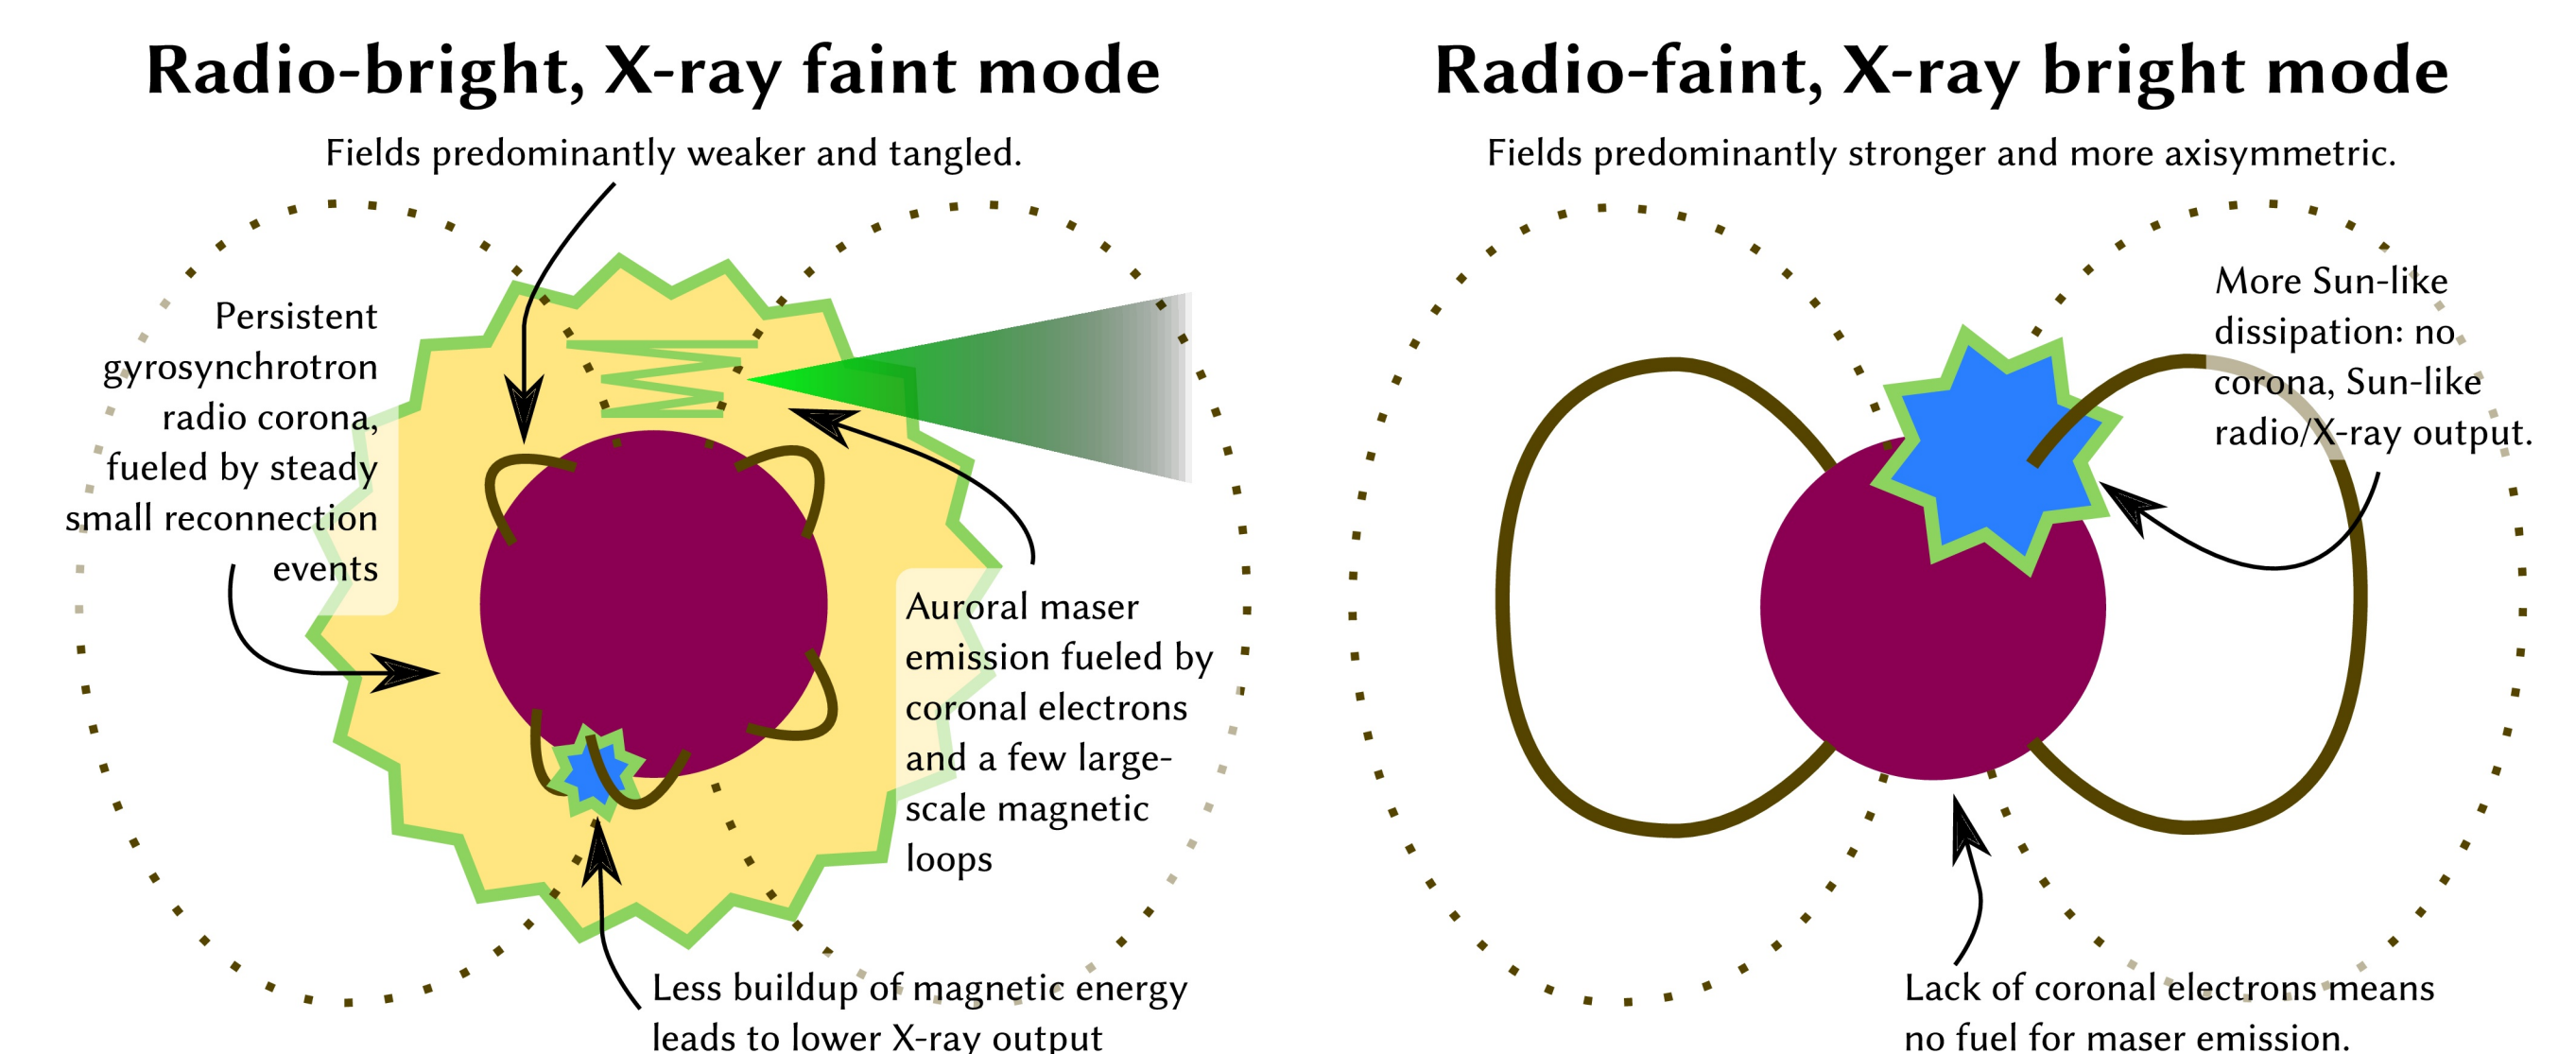 Radio-bright, X-ray faint mode
Fields predominantly weaker and tangled.
Persistent
gyrosynchrotron
radio corona,
fueled by steady
small reconnection
events
Auroral maser
emission fueled by
coronal electrons
and a few large-
scale magnetic
loops
Less buildup of magnetic energy
leads to lower X-ray output
Radio-faint, X-ray bright mode
Fields predominantly stronger and more axisymmetric.
More Sun-like
dissipation: no
corona, Sun-like
radio/X-ray output.
Lack of coronal electrons means
no fuel for maser emission.